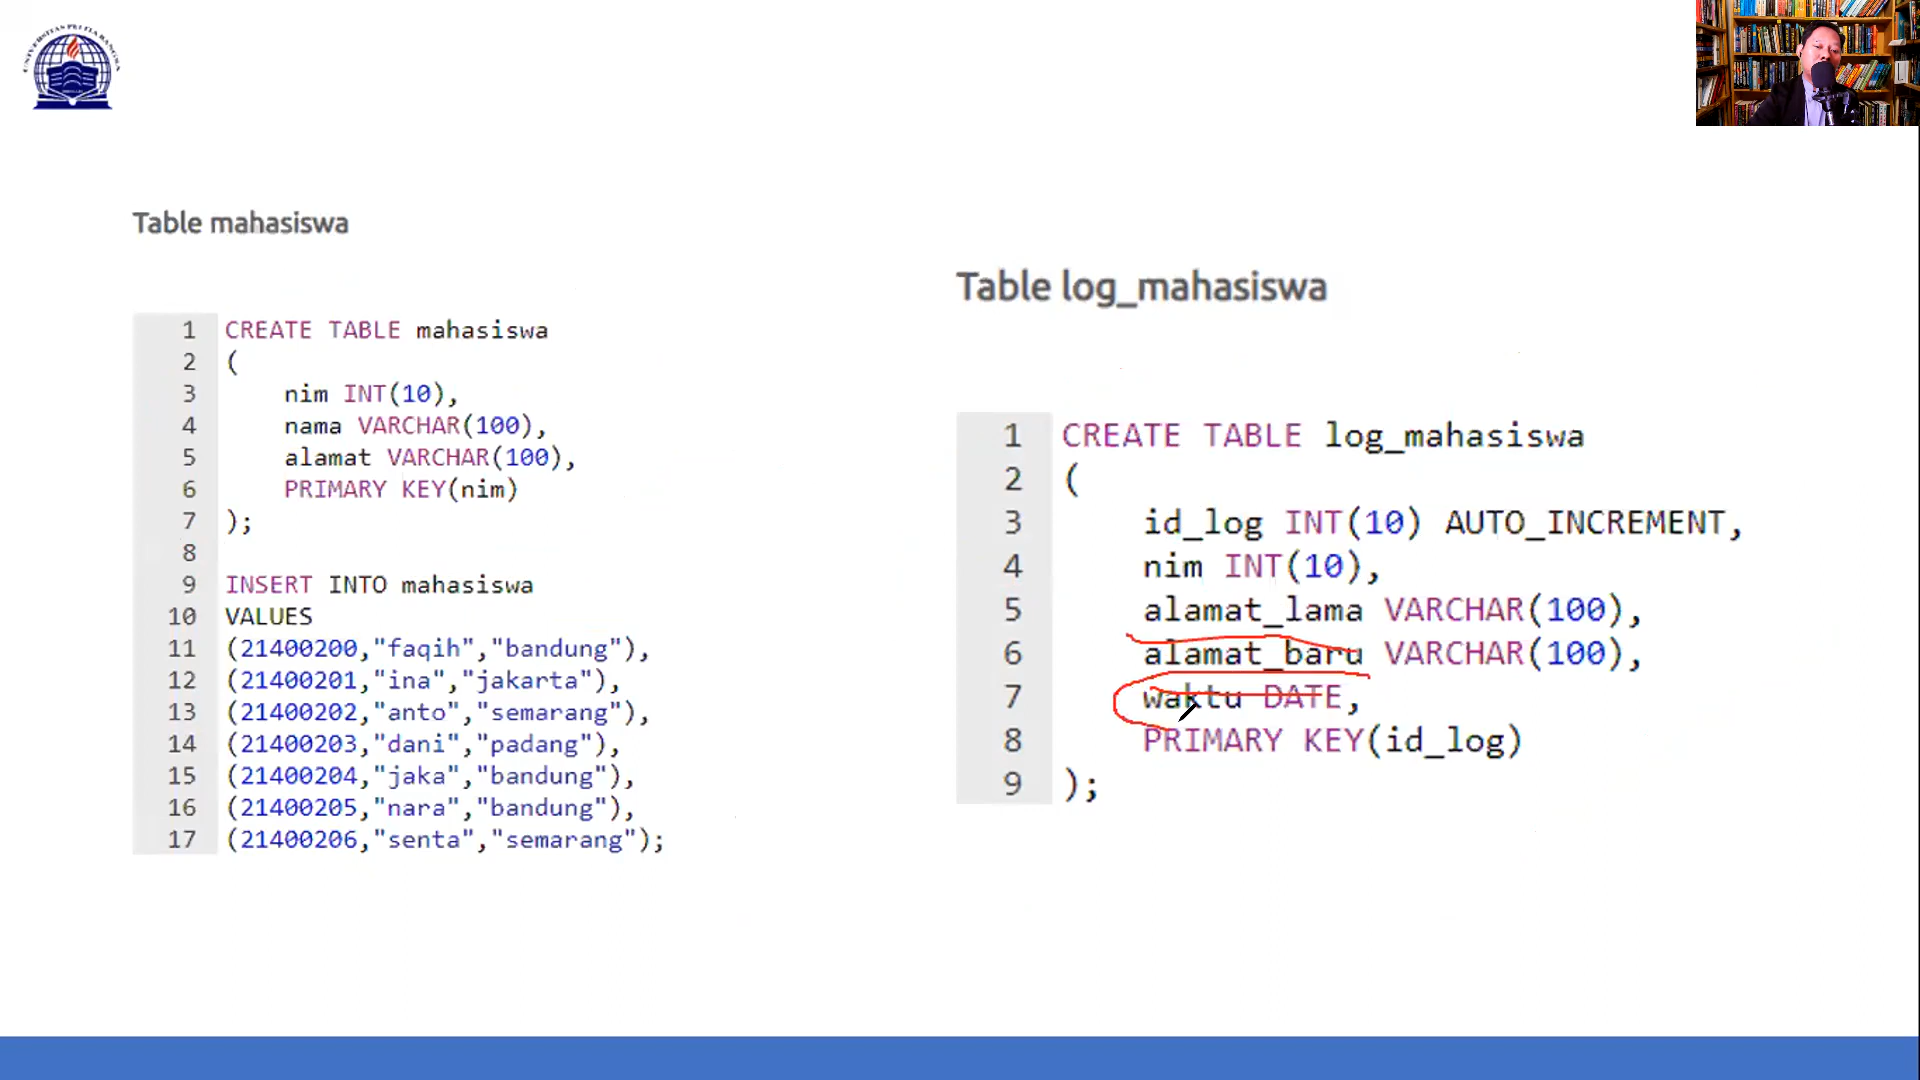 UNIVERSITAS PELITA BANGSA
Table mahasiswa
1 CREATE TABLE mahasiswa
2 (
3 nim INT(10),
4 nama VARCHAR(100),
5 alamat VARCHAR(100),
6 PRIMARY KEY(nim)
7 );
8
9 INSERT INTO mahasiswa
10 VALUES
11 (21400200,"faqih","bandung"),
12 (21400201,"ina","jakarta"),
13 (21400202,"anto","semarang"),
14 (21400203,"dani","padang"),
15 (21400204,"jaka","bandung"),
16 (21400205,"nara","bandung"),
17 (21400206,"senta","semarang");
Table log_mahasiswa
1 CREATE TABLE log_mahasiswa
2 (
3 id_log INT(10) AUTO_INCREMENT,
4 nim INT(10),
5 alamat_lama VARCHAR(100),
6 alamat_baru VARCHAR(100),
7 waktu DATE,
8 PRIMARY KEY(id_log)
9 );